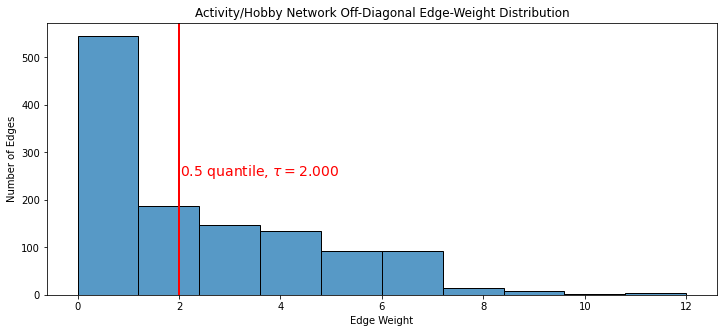 Activity/Hobby Network Off-Diagonal Edge-Weight Distribution
Number of Edges
500
400
300
200
100
0
0.5 quantile, τ = 2.000
0 2 4 6 8 10 12
Edge Weight